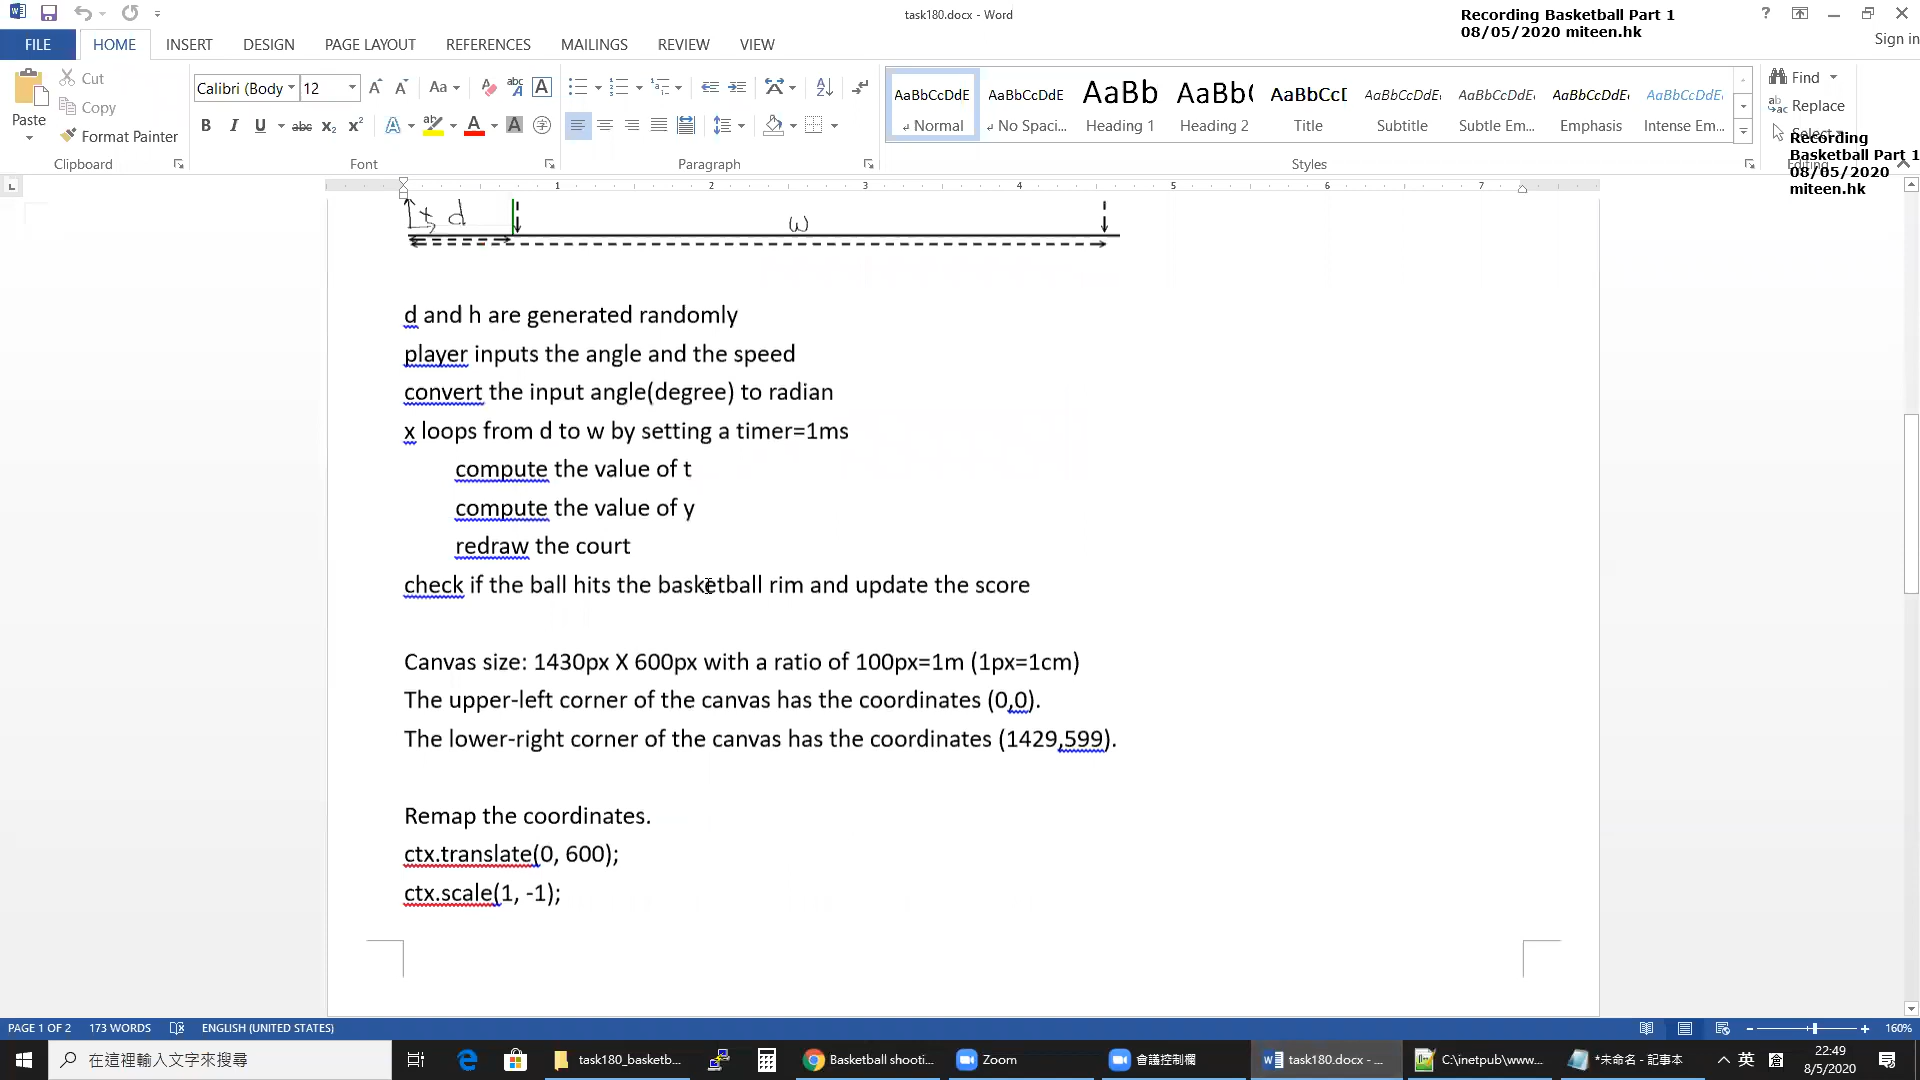 task180.docx - Word
Recording Basketball Part 1
08/05/2020 miteen.hk
Sign in
FILE HOME INSERT DESIGN PAGE LAYOUT REFERENCES MAILINGS REVIEW VIEW
Paste
Cut
Copy
Format Painter
Clipboard
Calibri (Body 12
Font
Paragraph
AaBbCcDdE AaBbCcDdE AaBb AaBb( AaBbCcE AaBbCcDdE AaBbCcDdE AaBbCcDdE AaBbCcDdE
Normal No Spaci... Heading 1 Heading 2 Title Subtitle Subtle Em... Emphasis Intense Em...
Styles
Find
Replace
Select
Editing
Recording
Basketball Part 1
08/05/2020
miteen.hk
1 2 3 4 5 6 7
d
w
d and h are generated randomly
player inputs the angle and the speed
convert the input angle(degree) to radian
x loops from d to w by setting a timer=1ms
compute the value of t
compute the value of y
redraw the court
check if the ball hits the basketball rim and update the score
Canvas size: 1430px X 600px with a ratio of 100px=1m (1px=1cm)
The upper-left corner of the canvas has the coordinates (0,0).
The lower-right corner of the canvas has the coordinates (1429,599).
Remap the coordinates.
ctx.translate(0, 600);
ctx.scale(1, -1);
PAGE 1 OF 2 173 WORDS ENGLISH (UNITED STATES) 160%
在這裡輸入文字來搜尋
task180_basketb...
Basketball shooti...
Zoom
會議控制欄
task180.docx - ...
C:\inetpub\www...
*未命名 - 記事本
英
22:49
8/5/2020